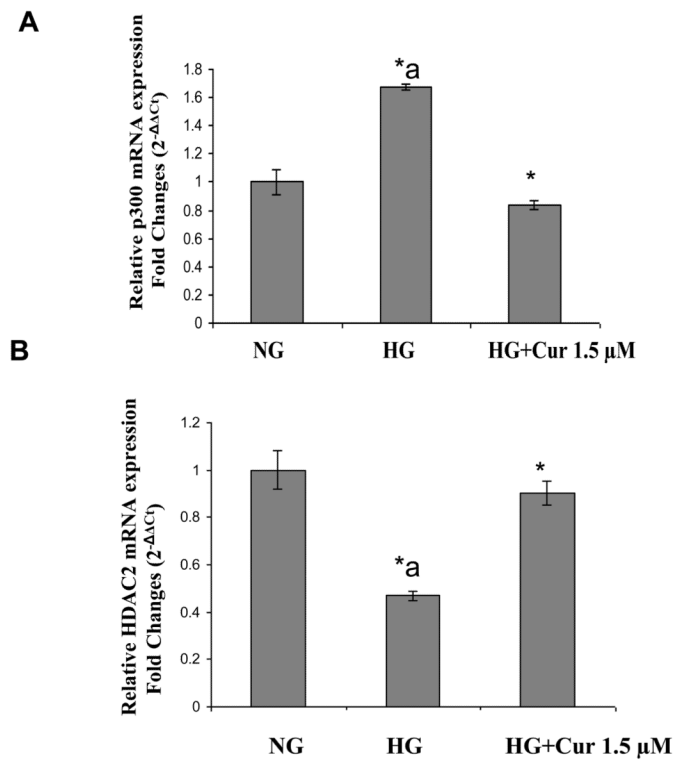 A
Relative p300 mRNA expression
Fold Changes (2-ΔΔCt)
1.8
1.6
1.4
1.2
1
0.8
0.6
0.4
0.2
0
*a
*
NG HG HG+Cur 1.5 µM
B
Relative HDAC2 mRNA expression
Fold Changes (2-ΔΔCt)
1.2
1
0.8
0.6
0.4
0.2
0
*a
*
NG HG HG+Cur 1.5 µM